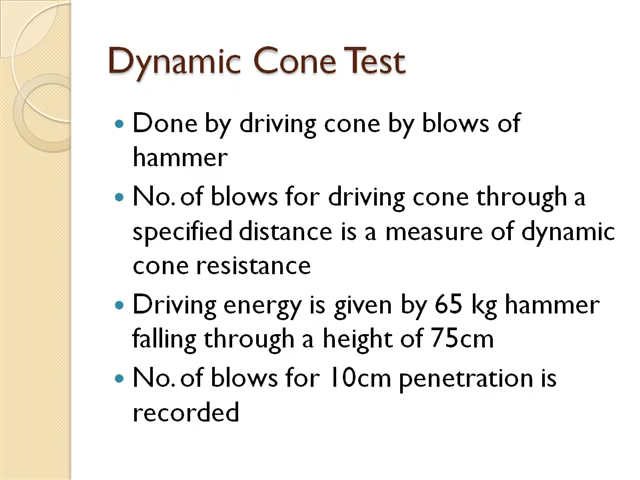 Dynamic Cone Test
• Done by driving cone by blows of
hammer
• No. of blows for driving cone through a
specified distance is a measure of dynamic
cone resistance
• Driving energy is given by 65 kg hammer
falling through a height of 75cm
• No. of blows for 10cm penetration is
recorded